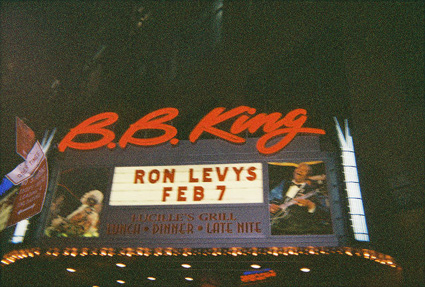 B.B. King
RON LEVYS
FEB 7
LUCILLE'S GRILL
LUNCH • DINNER • LATE NITE